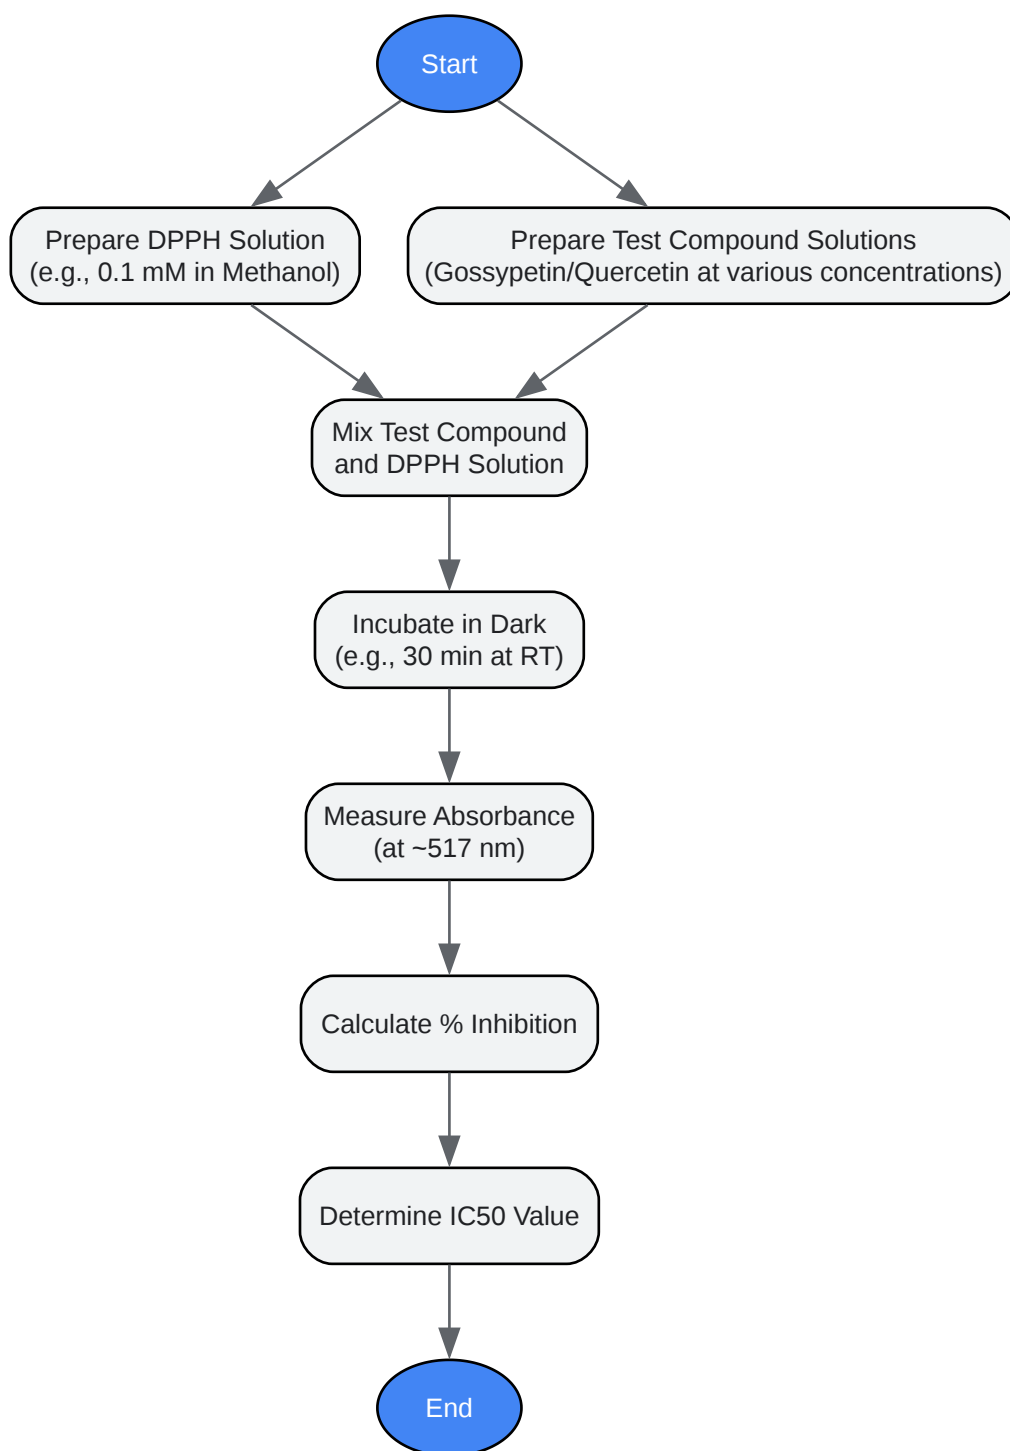 Start
Prepare DPPH Solution
(e.g., 0.1 mM in Methanol)
Prepare Test Compound Solutions
(Gossypetin/Quercetin at various concentrations)
Mix Test Compound
and DPPH Solution
Incubate in Dark
(e.g., 30 min at RT)
Measure Absorbance
(at ~517 nm)
Calculate % Inhibition
Determine IC50 Value
End